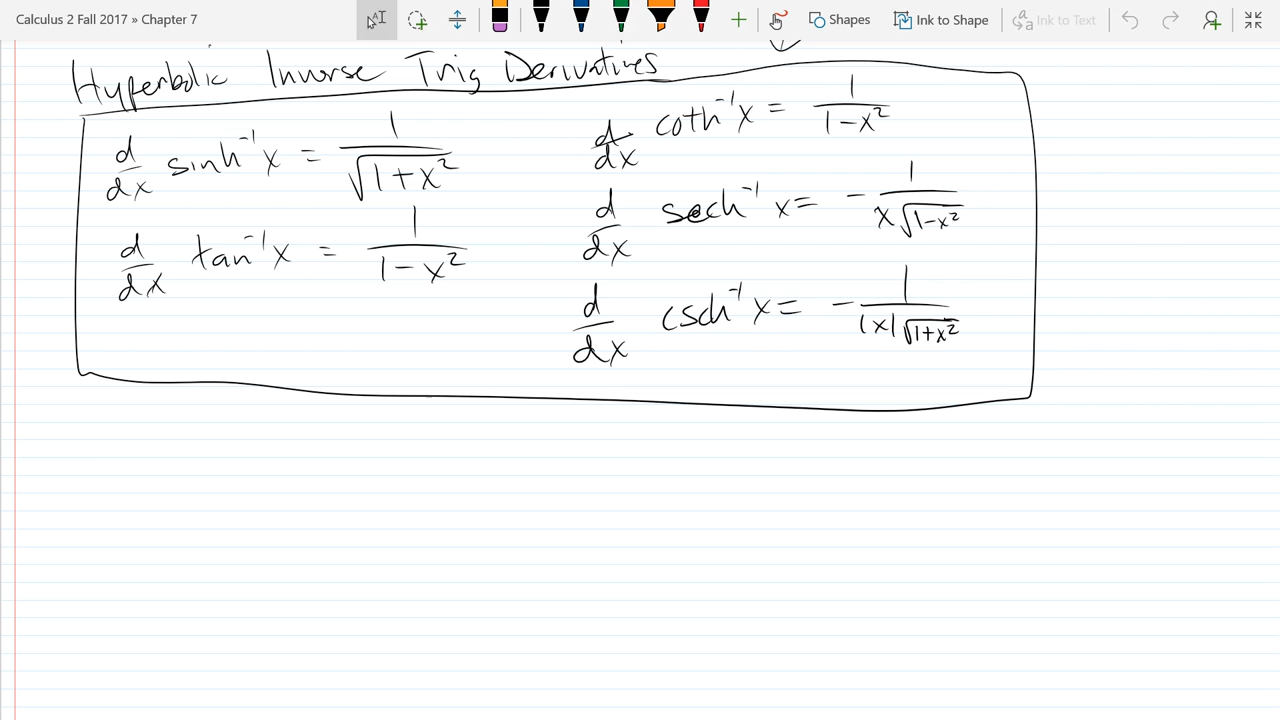 Calculus 2 Fall 2017 » Chapter 7
Shapes
Ink to Shape
Ink to Text
Hyperbolic Inverse Trig Derivatives
d/dx sinh⁻¹x = 1/√(1+x²)
d/dx tan⁻¹x = 1/(1-x²)
d/dx coth⁻¹x = 1/(1-x²)
d/dx sech⁻¹x = -1/(x√(1-x²))
d/dx csch⁻¹x = -1/(|x|√(1+x²))